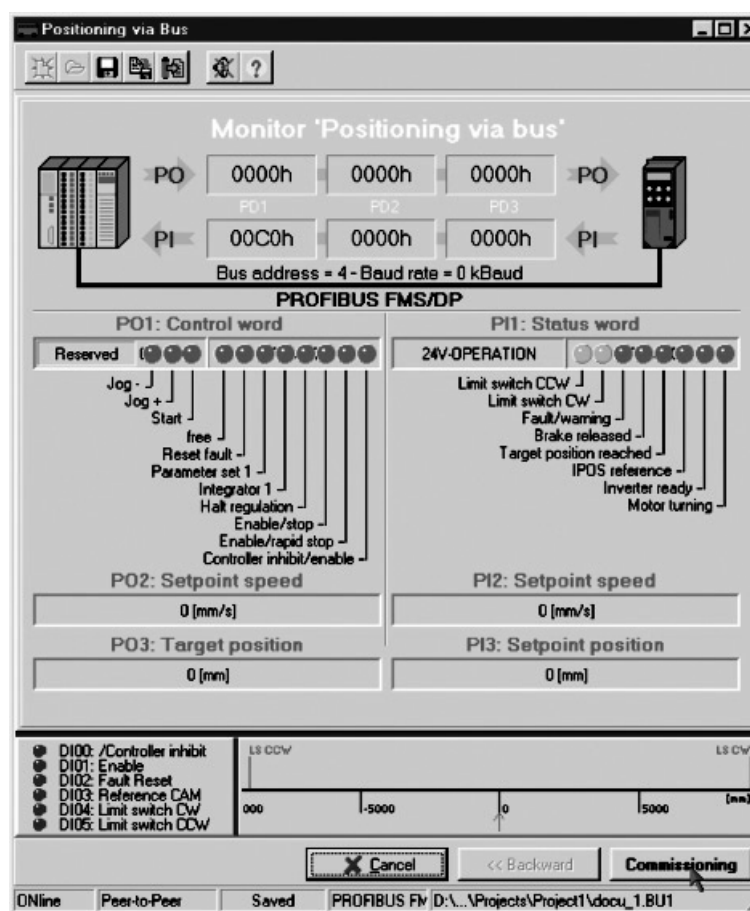 Positioning via Bus
Monitor 'Positioning via bus'
PO 0000h 0000h 0000h PO
PD1 PD2 PD3
PI 00C0h 0000h 0000h PI
Bus address = 4 - Baud rate = 0 kBaud
PROFIBUS FMS/DP
PO1: Control word
Reserved
Jog -
Jog +
Start
free
Reset fault
Parameter set 1
Integrator 1
Halt regulation
Enable/stop
Enable/rapid stop
Controller inhibit/enable
PI1: Status word
24V-OPERATION
Limit switch CCW
Limit switch CW
Fault/warning
Brake released
Target position reached
IPOS reference
Inverter ready
Motor turning
PO2: Setpoint speed
0 [mm/s]
PI2: Setpoint speed
0 [mm/s]
PO3: Target position
0 [mm]
PI3: Setpoint position
0 [mm]
DI00: /Controller inhibit
DI01: Enable
DI02: Fault Reset
DI03: Reference CAM
DI04: Limit switch CW
DI05: Limit switch CCW
LS CCW LS CW
000 -5000 0 5000 [mm]
Cancel << Backward Commissioning
ONline Peer-to-Peer Saved PROFIBUS FM D:\...\Projects\Project1\docu_1.BU1